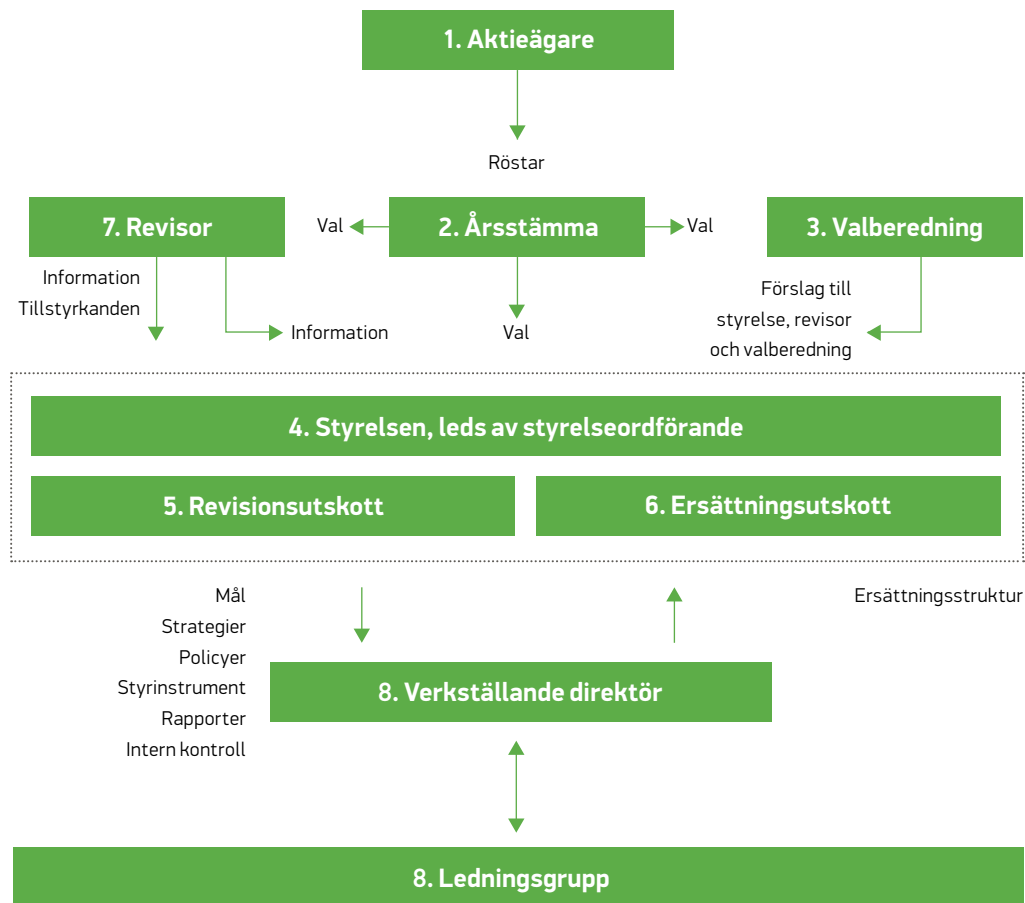 1. Aktieägare
Röstar
7. Revisor
Val
2. Årsstämma
Val
3. Valberedning
Information
Tillstyrkanden
Information
Val
Förslag till
styrelse, revisor
och valberedning
4. Styrelsen, leds av styrelseordförande
5. Revisionsutskott
6. Ersättningsutskott
Mål
Strategier
Policyer
Styrinstrument
Rapporter
Intern kontroll
Ersättningsstruktur
8. Verkställande direktör
8. Ledningsgrupp